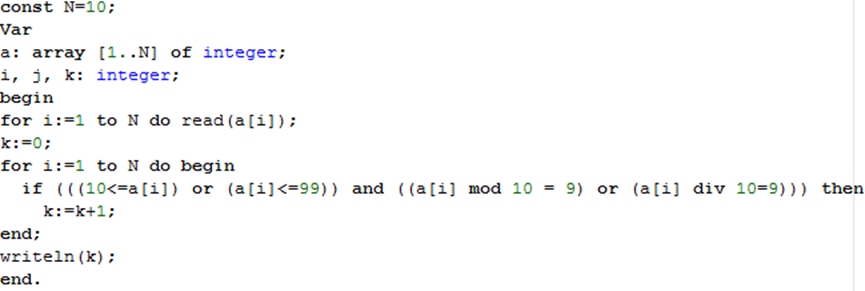 const N=10;
Var
a: array [1..N] of integer;
i, j, k: integer;
begin
for i:=1 to N do read(a[i]);
k:=0;
for i:=1 to N do begin
  if (((10<=a[i]) or (a[i]<=99)) and ((a[i] mod 10 = 9) or (a[i] div 10=9))) then
    k:=k+1;
end;
writeln(k);
end.